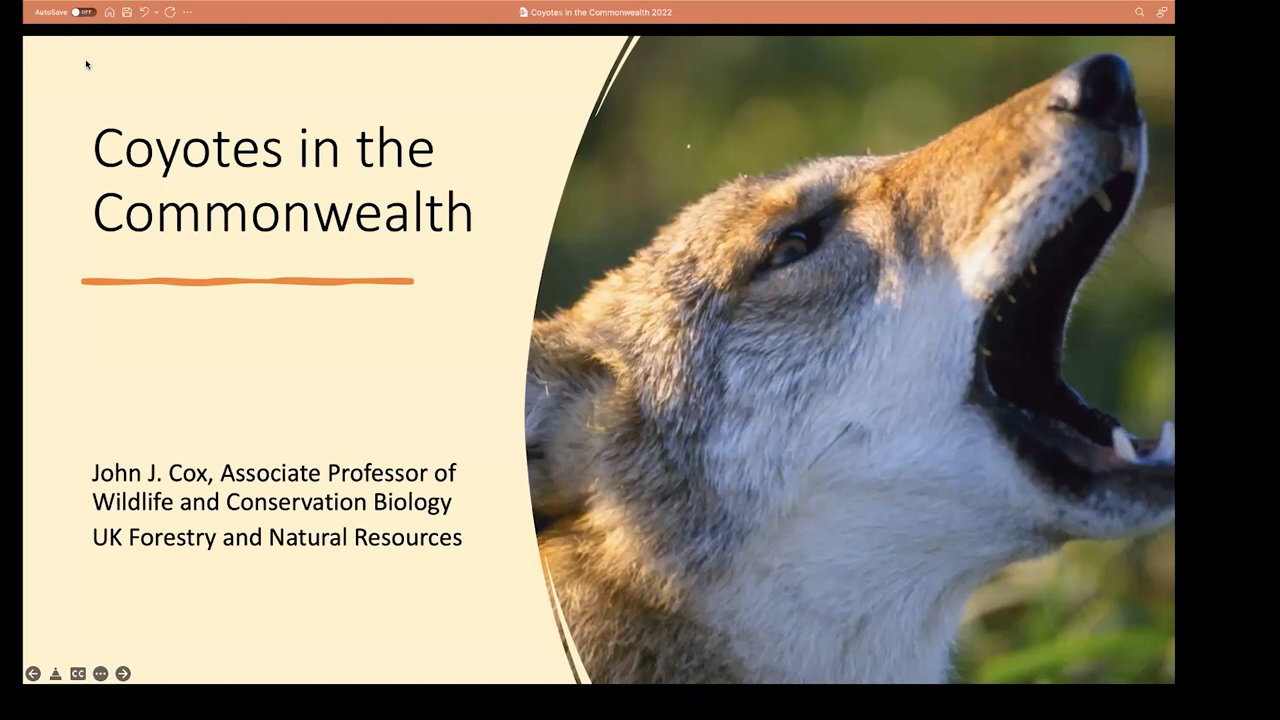 AutoSave OFF
Coyotes in the Commonwealth 2022
Coyotes in the
Commonwealth
John J. Cox, Associate Professor of
Wildlife and Conservation Biology
UK Forestry and Natural Resources
CC